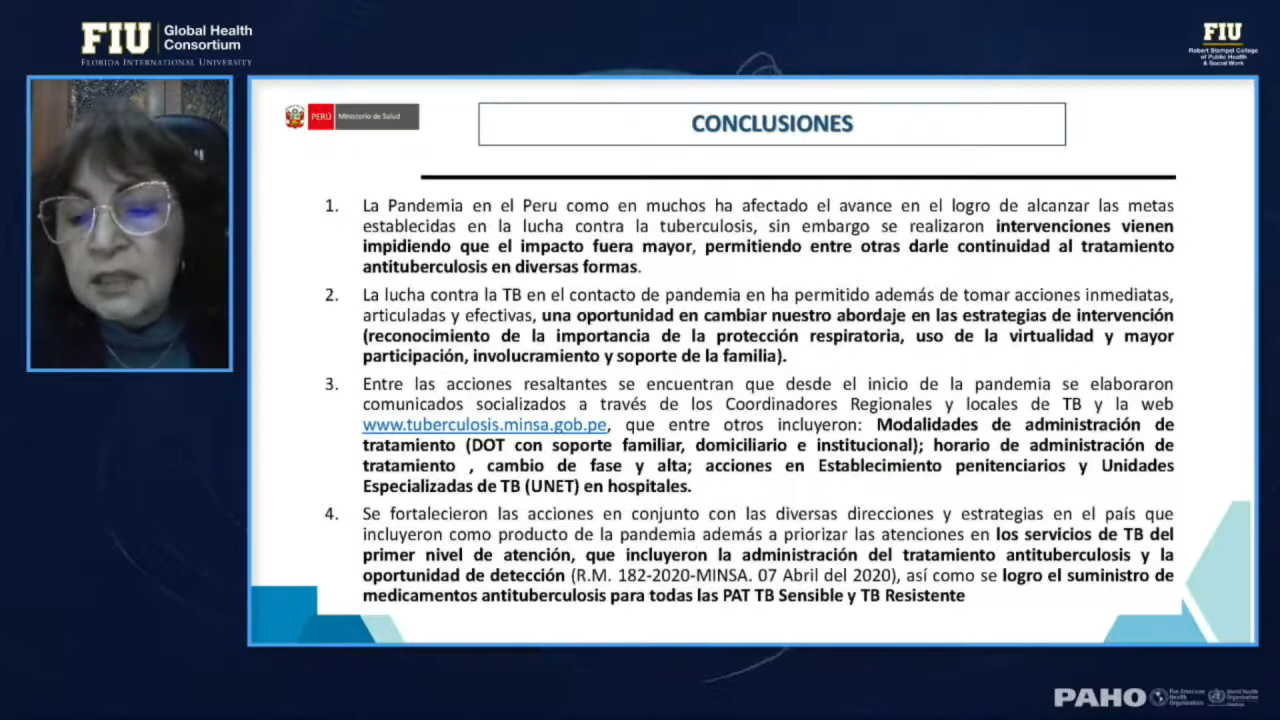 FIU
Global Health
Consortium
FLORIDA INTERNATIONAL UNIVERSITY
FIU
Robert Stempel College
of Public Health
& Social Work
PERÚ
Ministerio de Salud
CONCLUSIONES
1. La Pandemia en el Peru como en muchos ha afectado el avance en el logro de alcanzar las metas
establecidas en la lucha contra la tuberculosis, sin embargo se realizaron intervenciones vienen
impidiendo que el impacto fuera mayor, permitiendo entre otras darle continuidad al tratamiento
antituberculosis en diversas formas.
2. La lucha contra la TB en el contacto de pandemia en ha permitido además de tomar acciones inmediatas,
articuladas y efectivas, una oportunidad en cambiar nuestro abordaje en las estrategias de intervención
(reconocimiento de la importancia de la protección respiratoria, uso de la virtualidad y mayor
participación, involucramiento y soporte de la familia).
3. Entre las acciones resaltantes se encuentran que desde el inicio de la pandemia se elaboraron
comunicados socializados a través de los Coordinadores Regionales y locales de TB y la web
www.tuberculosis.minsa.gob.pe, que entre otros incluyeron: Modalidades de administración de
tratamiento (DOT con soporte familiar, domiciliario e institucional); horario de administración de
tratamiento , cambio de fase y alta; acciones en Establecimiento penitenciarios y Unidades
Especializadas de TB (UNET) en hospitales.
4. Se fortalecieron las acciones en conjunto con las diversas direcciones y estrategias en el país que
incluyeron como producto de la pandemia además a priorizar las atenciones en los servicios de TB del
primer nivel de atención, que incluyeron la administración del tratamiento antituberculosis y la
oportunidad de detección (R.M. 182-2020-MINSA. 07 Abril del 2020), así como se logro el suministro de
medicamentos antituberculosis para todas las PAT TB Sensible y TB Resistente
PAHO
Pan American
Health
Organization
World Health
Organization